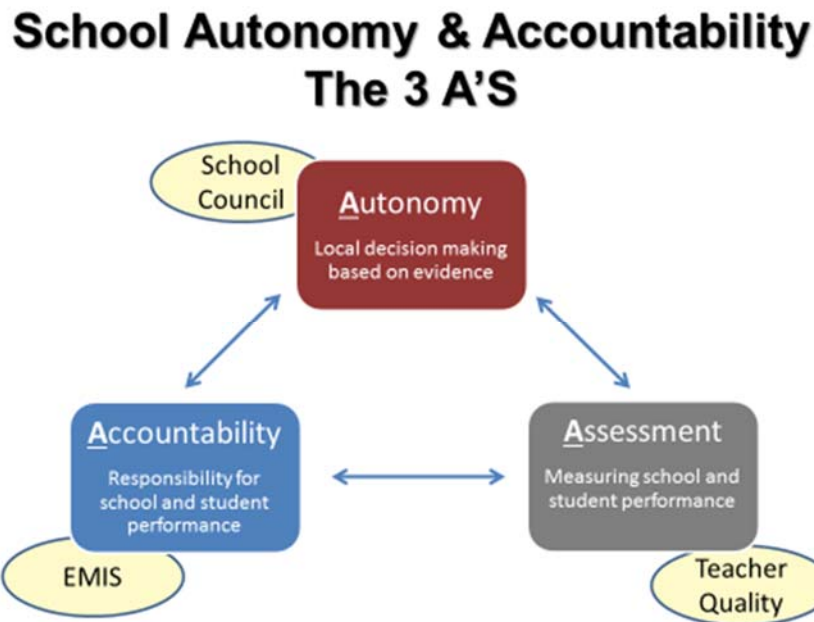 School Autonomy & Accountability
The 3 A'S
School
Council
Autonomy
Local decision making
based on evidence
Accountability
Responsibility for
school and student
performance
Assessment
Measuring school and
student performance
EMIS
Teacher
Quality